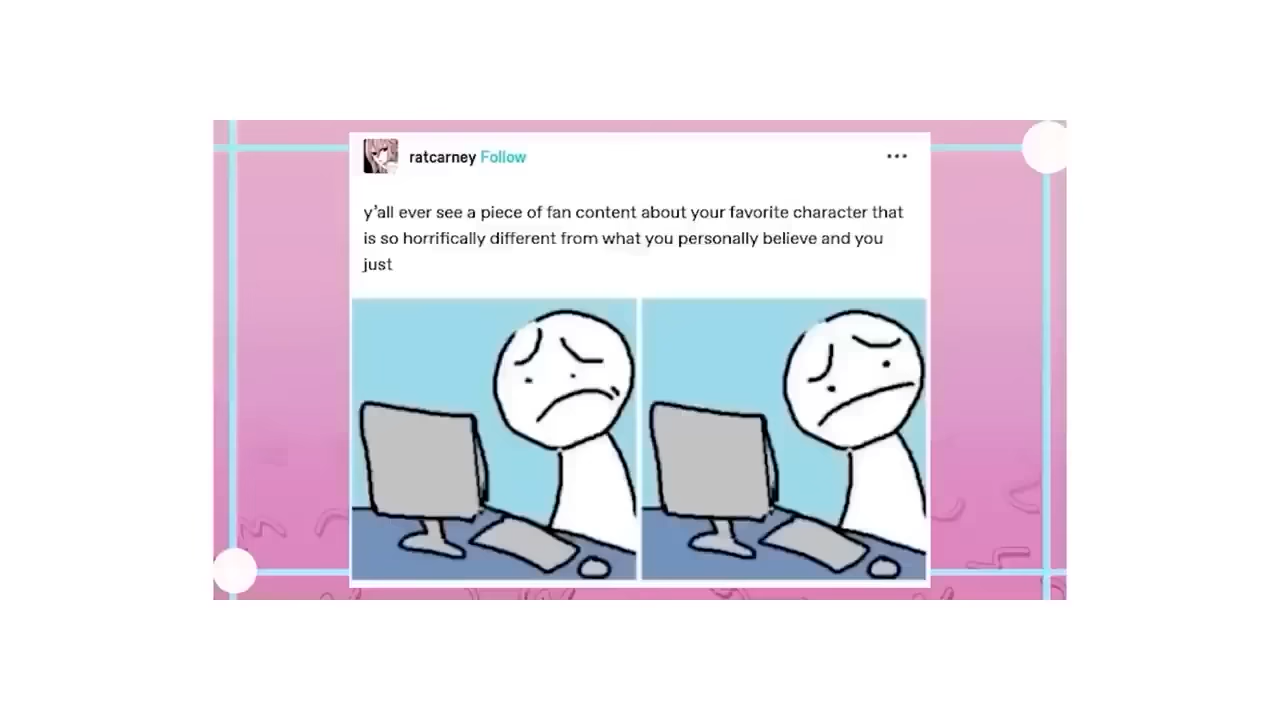 ratcarney Follow
y'all ever see a piece of fan content about your favorite character that
is so horrifically different from what you personally believe and you
just